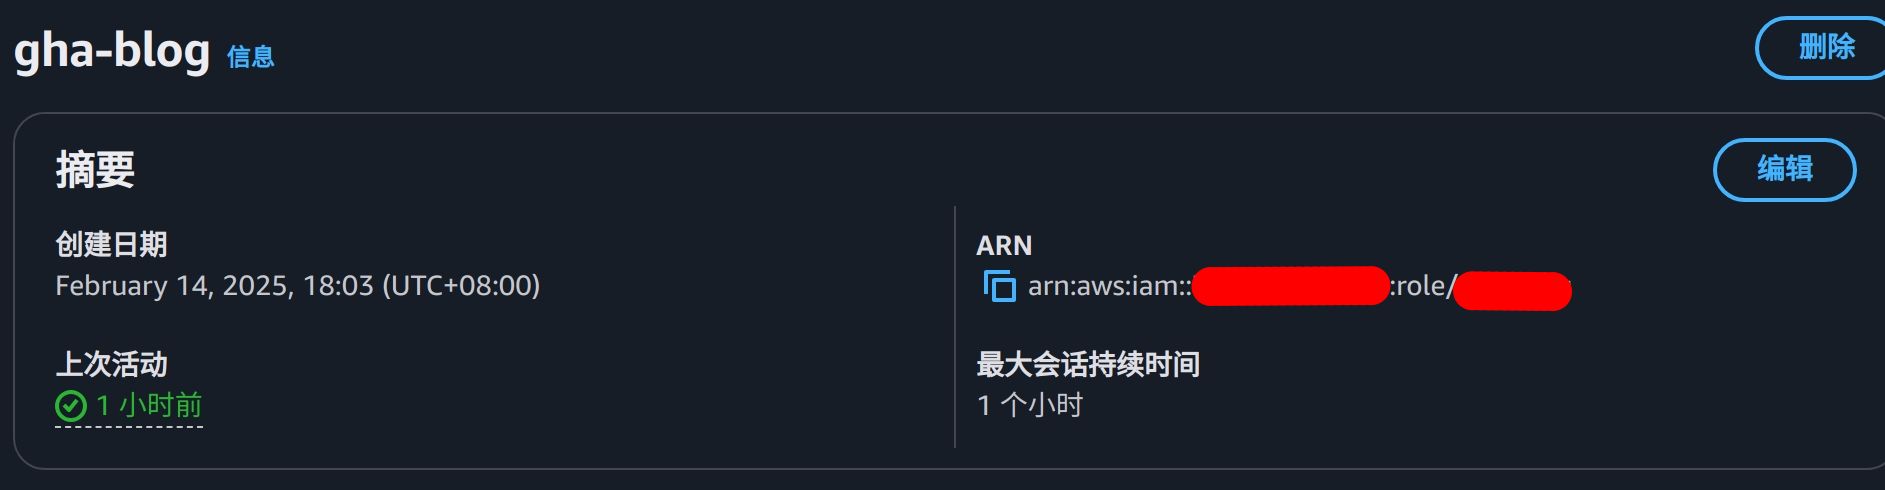 gha-blog 信息
删除
摘要
编辑
创建日期
February 14, 2025, 18:03 (UTC+08:00)
上次活动
1 小时前
ARN
arn:aws:iam:::role/
最大会话持续时间
1 个小时